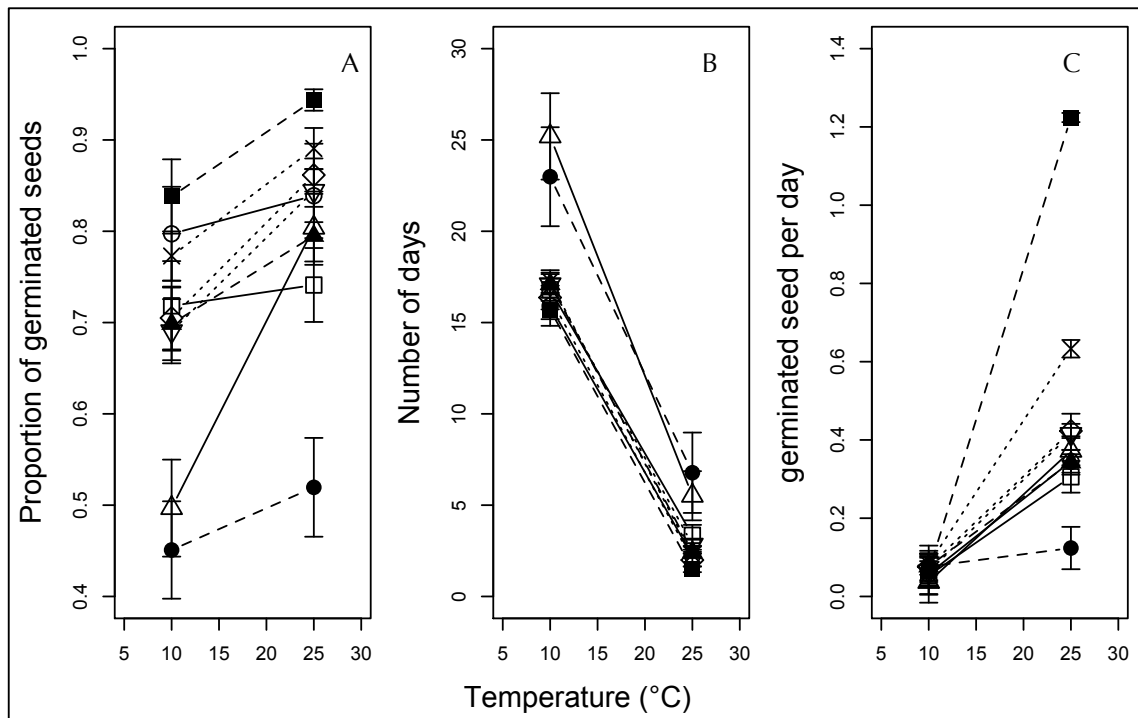 A
B
C
Proportion of germinated seeds
1.0
0.9
0.8
0.7
0.6
0.5
0.4
5 10 15 20 25 30
Number of days
30
25
20
15
10
5
0
5 10 15 20 25 30
germinated seed per day
1.4
1.2
1.0
0.8
0.6
0.4
0.2
0.0
5 10 15 20 25 30
Temperature (°C)